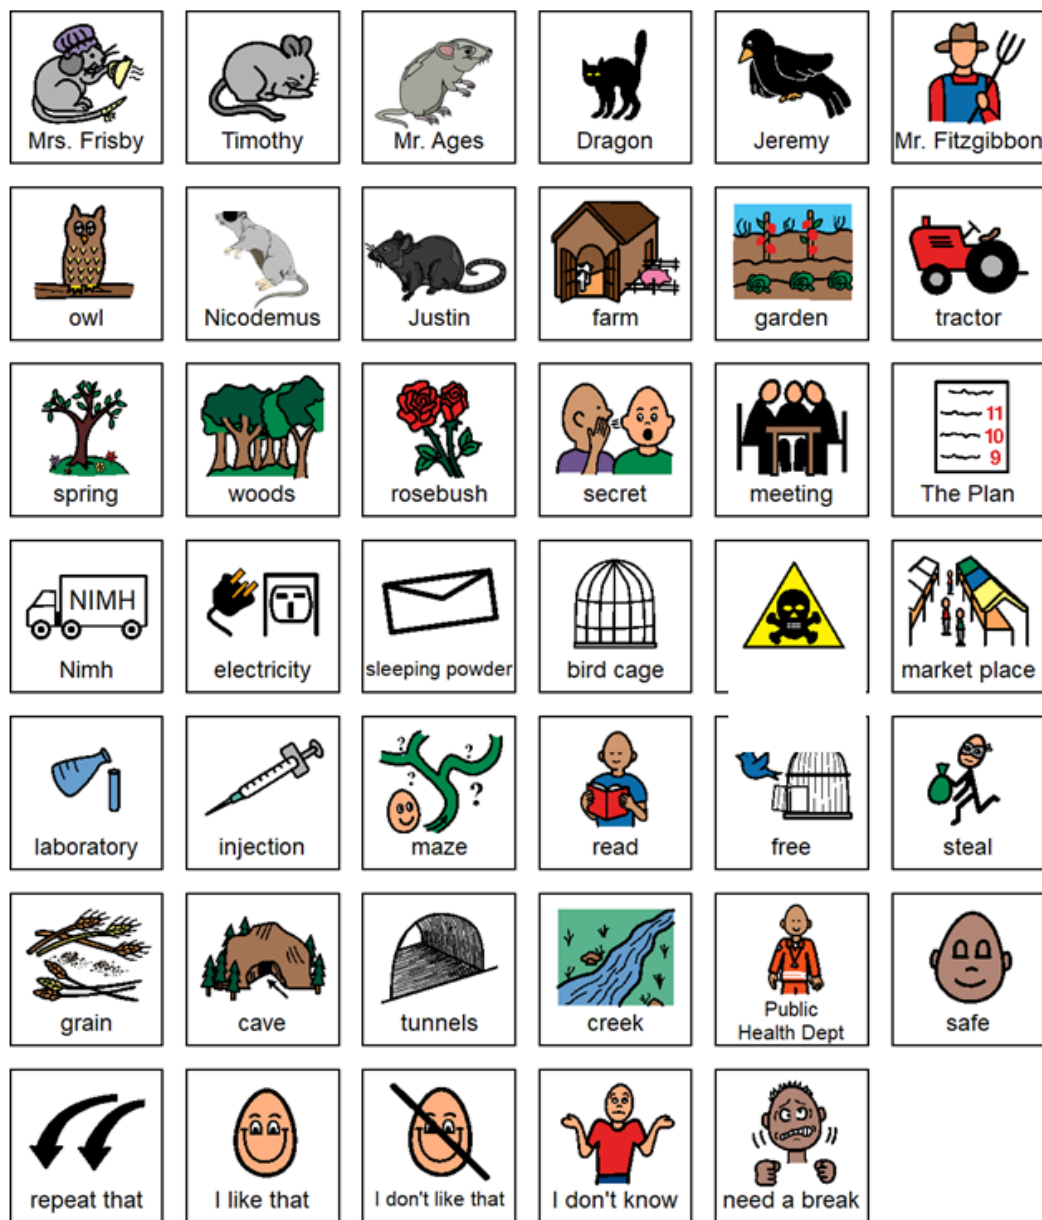 Mrs. Frisby
Timothy
Mr. Ages
Dragon
Jeremy
Mr. Fitzgibbon
owl
Nicodemus
Justin
farm
garden
tractor
spring
woods
rosebush
secret
meeting
11
10
9
The Plan
NIMH
Nimh
electricity
sleeping powder
bird cage
market place
laboratory
injection
? ? ? ?
maze
read
free
steal
grain
cave
tunnels
creek
Public
Health Dept
safe
repeat that
I like that
I don't like that
I don't know
need a break